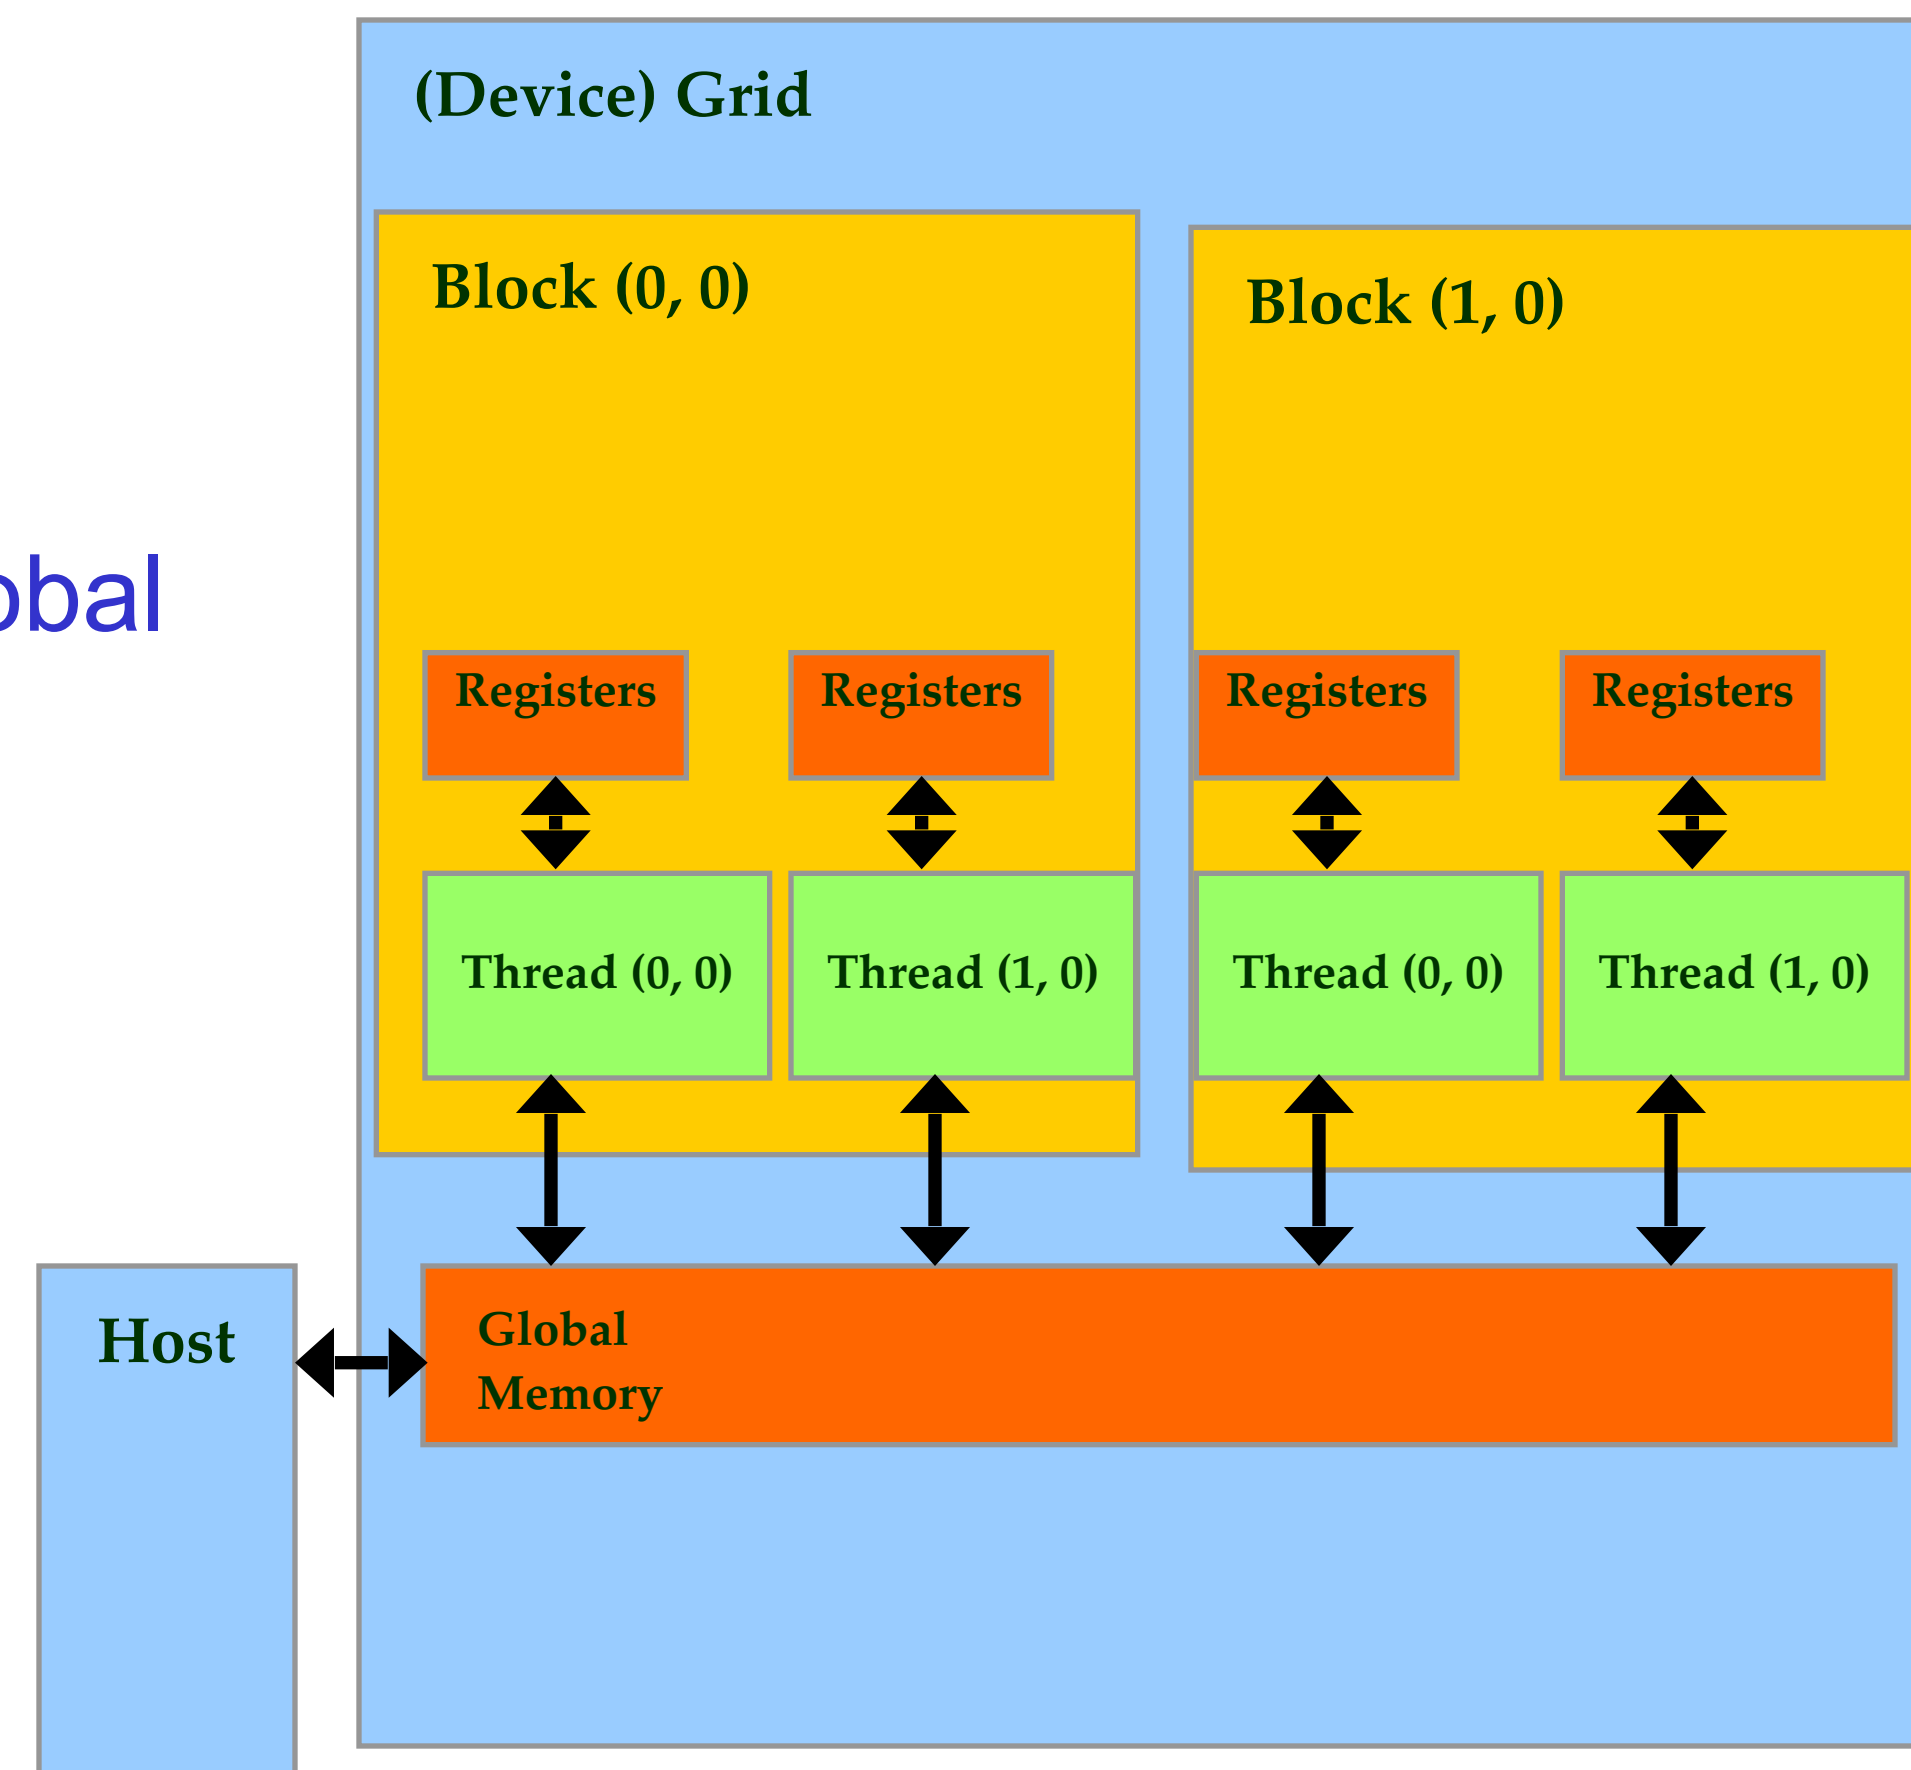 (Device) Grid
Block (0, 0)
Block (1, 0)
obal
Registers
Registers
Registers
Registers
Thread (0, 0)
Thread (1, 0)
Thread (0, 0)
Thread (1, 0)
Host
Global
Memory